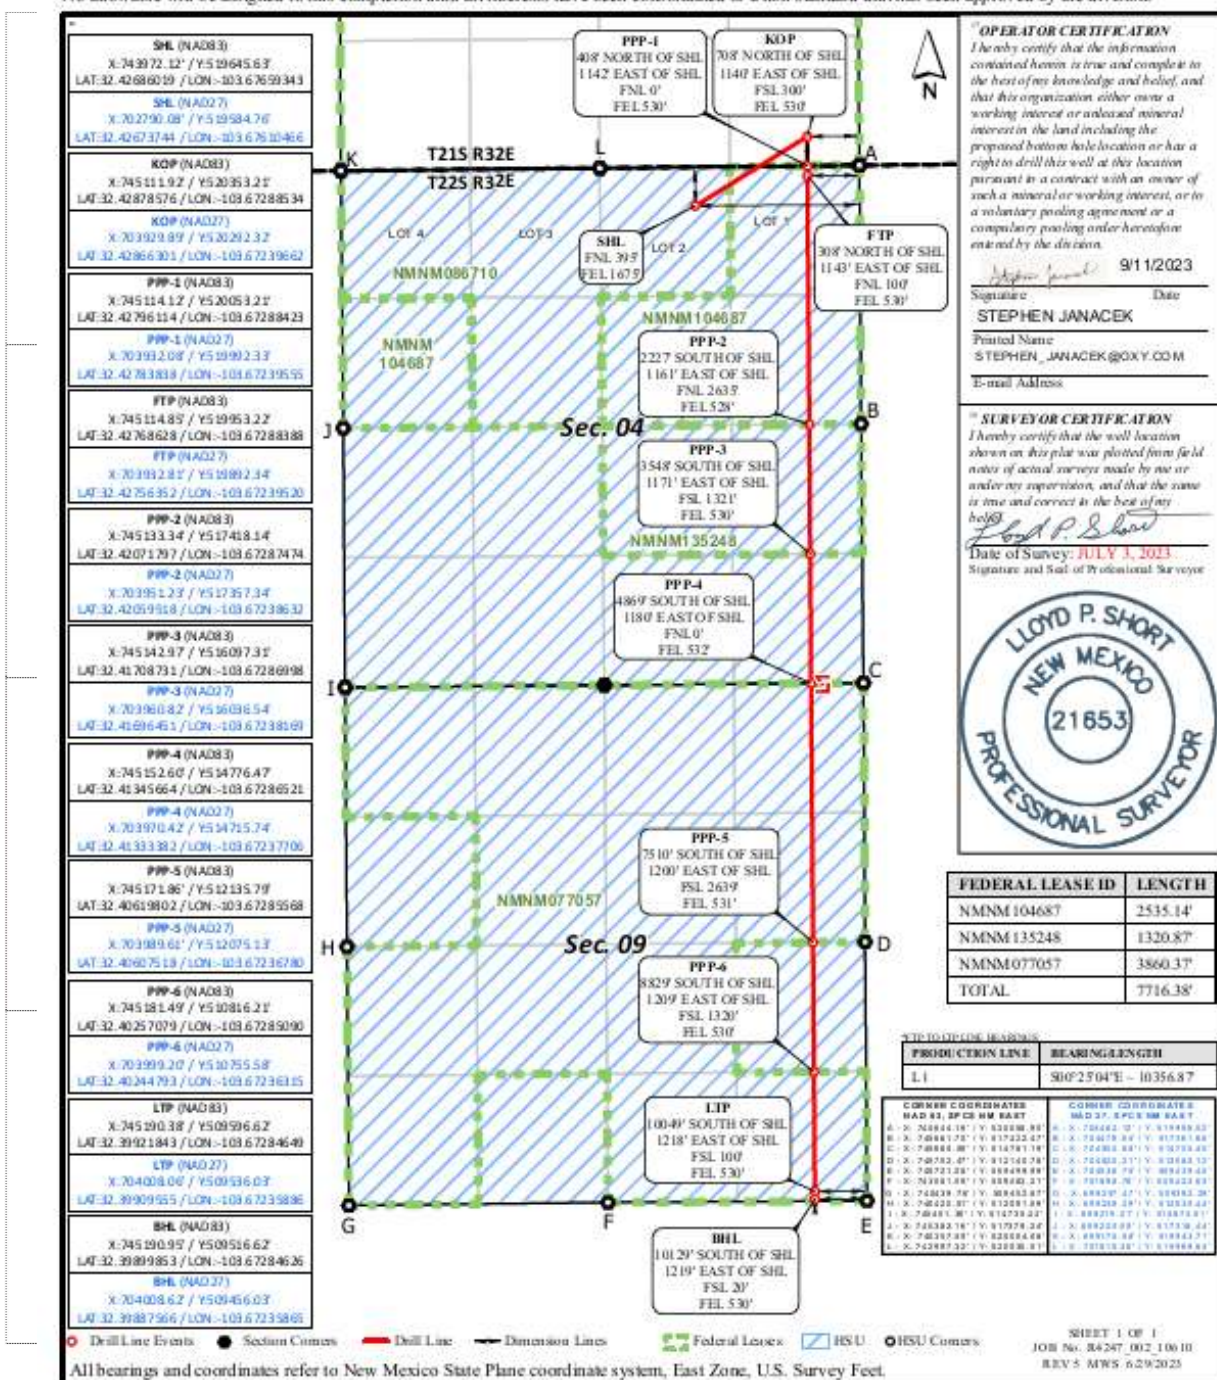 SHL (NAD83)
X:743972.12' / Y:519645.63'
LAT:32.42686019 / LON:-103.67659343
SHL (NAD27)
X:702790.08' / Y:519584.76'
LAT:32.42673744 / LON:-103.67610466
KOP (NAD83)
X:745111.92' / Y:520353.21'
LAT:32.42878576 / LON:-103.67288534
KOP (NAD27)
X:703929.89' / Y:520292.32'
LAT:32.42866301 / LON:-103.67239662
PPP-1 (NAD83)
X:745114.12' / Y:520053.21'
LAT:32.42796114 / LON:-103.67288423
PPP-1 (NAD27)
X:703932.08' / Y:519992.33'
LAT:32.42783838 / LON:-103.67239555
FTP (NAD83)
X:745114.85' / Y:519953.22'
LAT:32.42768628 / LON:-103.67288388
FTP (NAD27)
X:703932.81' / Y:519892.34'
LAT:32.42756352 / LON:-103.67239520
PPP-2 (NAD83)
X:745133.34' / Y:517418.14'
LAT:32.42071797 / LON:-103.67287474
PPP-2 (NAD27)
X:703951.23' / Y:517357.34'
LAT:32.42059518 / LON:-103.67238632
PPP-3 (NAD83)
X:745142.97' / Y:516097.31'
LAT:32.41708731 / LON:-103.67286998
PPP-3 (NAD27)
X:703960.82' / Y:516036.54'
LAT:32.41696451 / LON:-103.67238169
PPP-4 (NAD83)
X:745152.60' / Y:514776.47'
LAT:32.41345664 / LON:-103.67286521
PPP-4 (NAD27)
X:703970.42' / Y:514715.74'
LAT:32.41333382 / LON:-103.67237706
PPP-5 (NAD83)
X:745171.86' / Y:512135.79'
LAT:32.40619802 / LON:-103.67285568
PPP-5 (NAD27)
X:703989.61' / Y:512075.13'
LAT:32.40607519 / LON:-103.67236780
PPP-6 (NAD83)
X:745181.49' / Y:510816.21'
LAT:32.40257079 / LON:-103.67285090
PPP-6 (NAD27)
X:703999.20' / Y:510755.58'
LAT:32.40244793 / LON:-103.67236315
LTP (NAD83)
X:745190.38' / Y:509596.62'
LAT:32.39921843 / LON:-103.67284649
LTP (NAD27)
X:704008.06' / Y:509536.03'
LAT:32.39909555 / LON:-103.67235886
BHL (NAD83)
X:745190.95' / Y:509516.62'
LAT:32.39899853 / LON:-103.67284626
BHL (NAD27)
X:704008.62' / Y:509456.03'
LAT:32.39887566 / LON:-103.67235865
PPP-1
408' NORTH OF SHL
1142' EAST OF SHL
FNL 0'
FEL 530'
KOP
708' NORTH OF SHL
1140' EAST OF SHL
FSL 300'
FEL 530'
N
K
L
A
T21S R32E
T22S R32E
LOT 4
LOT 3
LOT 2
LOT 1
SHL
FNL 395'
FEL 1675'
FTP
308' NORTH OF SHL
1143' EAST OF SHL
FNL 100'
FEL 530'
NMNM086710
NMNM
104687
NMNM104687
PPP-2
2227' SOUTH OF SHL
1161' EAST OF SHL
FNL 2635'
FEL 528'
J
Sec. 04
B
PPP-3
3548' SOUTH OF SHL
1171' EAST OF SHL
FSL 1321'
FEL 530'
NMNM135248
PPP-4
4869' SOUTH OF SHL
1180' EAST OF SHL
FNL 0'
FEL 532'
I
L1
C
PPP-5
7510' SOUTH OF SHL
1200' EAST OF SHL
FSL 2639'
FEL 531'
NMNM077057
H
Sec. 09
D
PPP-6
8829' SOUTH OF SHL
1209' EAST OF SHL
FSL 1320'
FEL 530'
LTP
10049' SOUTH OF SHL
1218' EAST OF SHL
FSL 100'
FEL 530'
G
F
E
BHL
10129' SOUTH OF SHL
1219' EAST OF SHL
FSL 20'
FEL 530'
OPERATOR CERTIFICATION
I hereby certify that the information
contained herein is true and complete to
the best of my knowledge and belief, and
that this organization either owns a
working interest or unleased mineral
interest in the land including the
proposed bottom hole location or has a
right to drill this well at this location
pursuant to a contract with an owner of
such a mineral or working interest, or to
a voluntary pooling agreement or a
compulsory pooling order heretofore
entered by the division.
9/11/2023
Signature Date
STEPHEN JANACEK
Printed Name
STEPHEN_JANACEK@OXY.COM
E-mail Address
SURVEYOR CERTIFICATION
I hereby certify that the well location
shown on this plat was plotted from field
notes of actual surveys made by me or
under my supervision, and that the same
is true and correct to the best of my
belief.
Lloyd P. Short
Date of Survey: JULY 3, 2023
Signature and Seal of Professional Surveyor
LLOYD P. SHORT
NEW MEXICO
21653
PROFESSIONAL SURVEYOR
FEDERAL LEASE ID LENGTH
NMNM104687 2535.14'
NMNM135248 1320.87'
NMNM077057 3860.37'
TOTAL 7716.38'
PRODUCTION LINE BEARING/LENGTH
L1 S00°25'04"E ~ 10356.87'
CORNER COORDINATES
NAD 83, SPCS NM EAST
CORNER COORDINATES
NAD 27, SPCS NM EAST
Drill Line Events Section Corners Drill Line Dimension Lines Federal Leases HSU HSU Corners
SHEET 1 OF 1
JOB No. R4247_002_10610
REV 5 MWS 6/29/2023
All bearings and coordinates refer to New Mexico State Plane coordinate system, East Zone, U.S. Survey Feet.